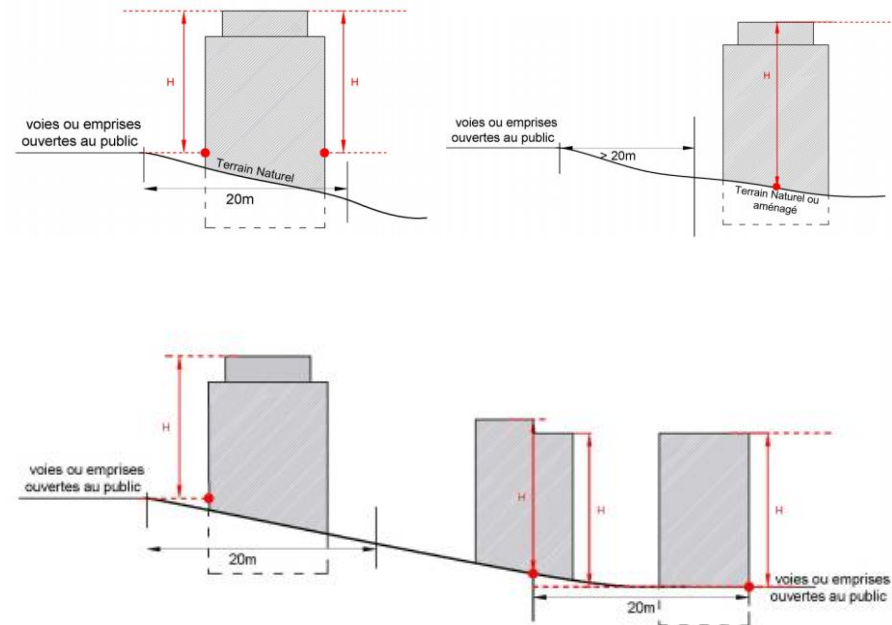 H
H
voies ou emprises
ouvertes au public
Terrain Naturel
20m
H
voies ou emprises
ouvertes au public
> 20m
Terrain Naturel ou
aménagé
H
voies ou emprises
ouvertes au public
20m
H
H
H
voies ou emprises
ouvertes au public
20m